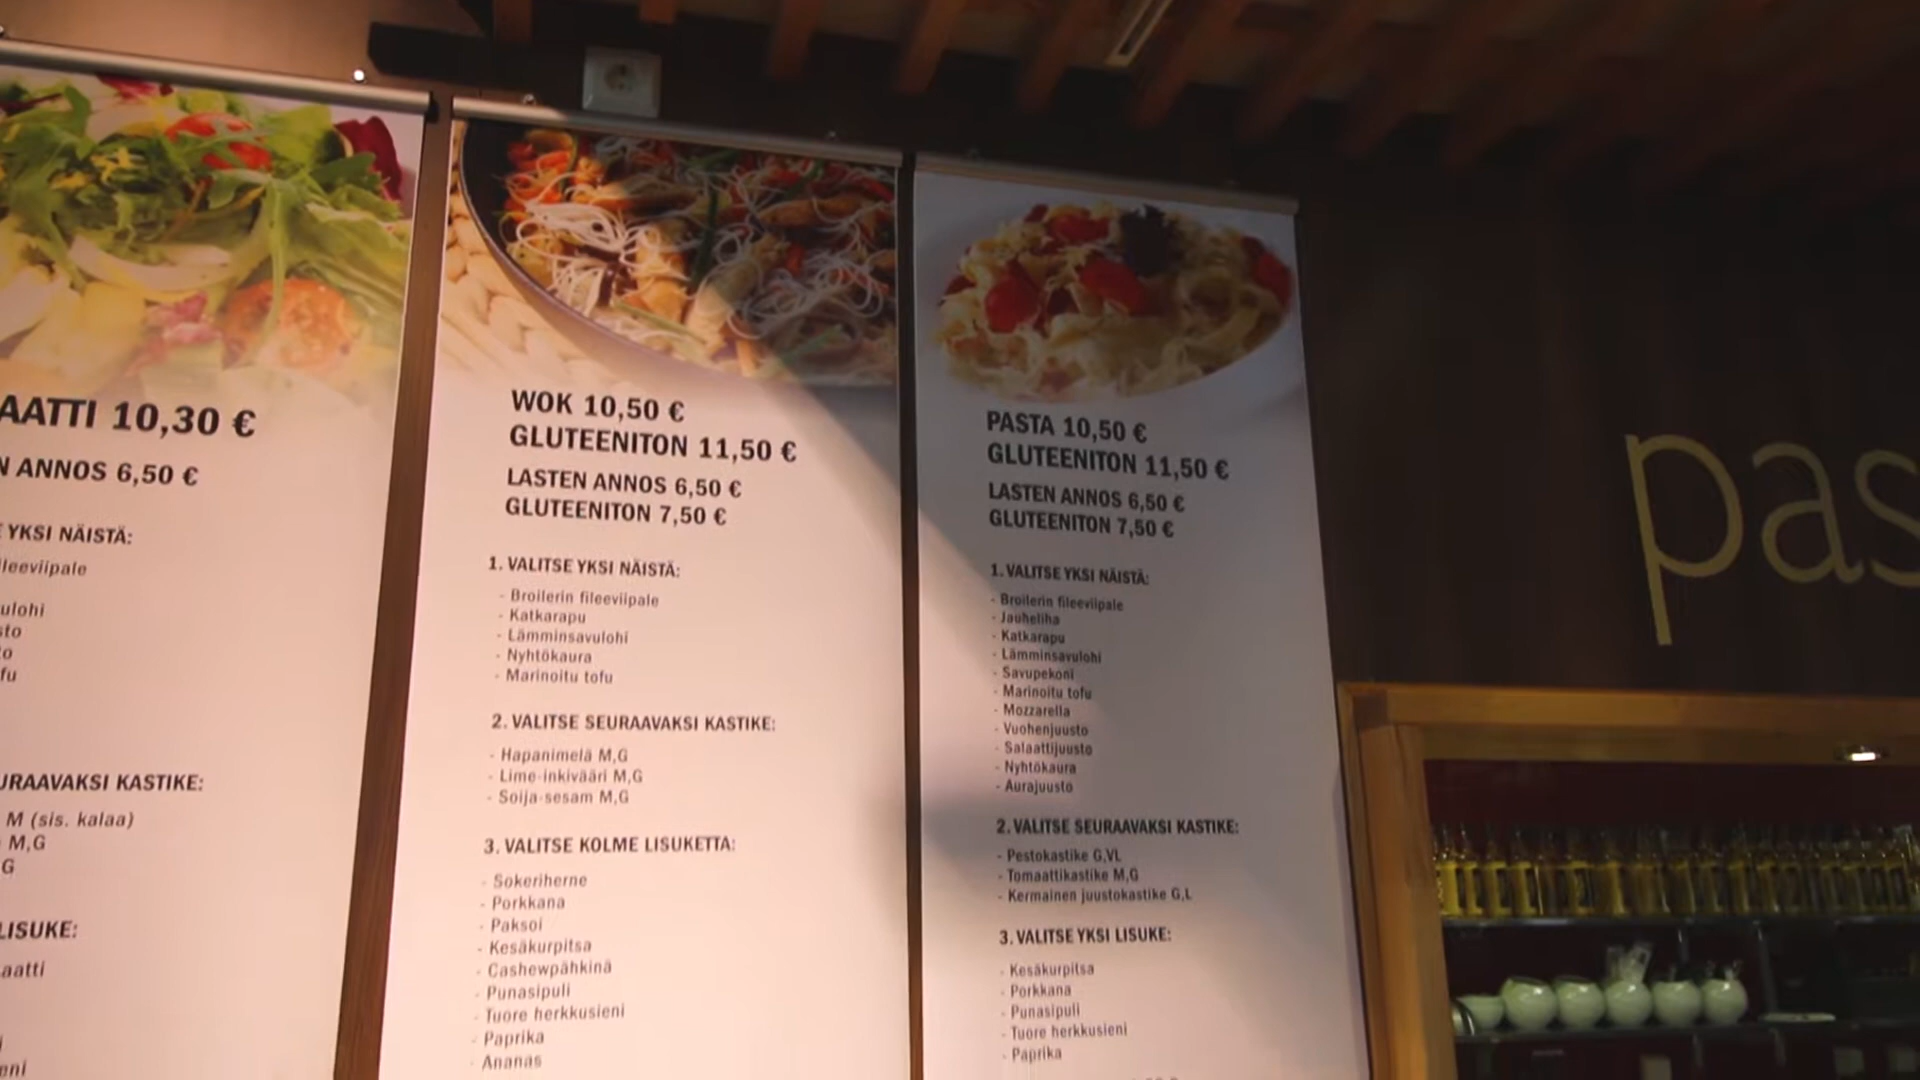 AATTI 10,30 €
N ANNOS 6,50 €
YKSI NÄISTÄ:
leeviipale
ulohi
sto
o
fu
URAAVAKSI KASTIKE:
M (sis. kalaa)
M,G
G
LISUKE:
aatti
eni
WOK 10,50 €
GLUTEENITON 11,50 €
LASTEN ANNOS 6,50 €
GLUTEENITON 7,50 €
1. VALITSE YKSI NÄISTÄ:
- Broilerin fileeviipale
- Katkarapu
- Lämminsavulohi
- Nyhtökaura
- Marinoitu tofu
2. VALITSE SEURAAVAKSI KASTIKE:
- Hapanimelä M,G
- Lime-inkivääri M,G
- Soija-sesam M,G
3. VALITSE KOLME LISUKETTA:
- Sokeriherne
- Porkkana
- Paksoi
- Kesäkurpitsa
- Cashewpähkinä
- Punasipuli
- Tuore herkkusieni
- Paprika
- Ananas
PASTA 10,50 €
GLUTEENITON 11,50 €
LASTEN ANNOS 6,50 €
GLUTEENITON 7,50 €
1. VALITSE YKSI NÄISTÄ:
- Broilerin fileeviipale
- Jauheliha
- Katkarapu
- Lämminsavulohi
- Savupekoni
- Marinoitu tofu
- Mozzarella
- Vuohenjuusto
- Salaattijuusto
- Nyhtökaura
- Aurajuusto
2. VALITSE SEURAAVAKSI KASTIKE:
- Pestokastike G,VL
- Tomaattikastike M,G
- Kermainen juustokastike G,L
3. VALITSE YKSI LISUKE:
- Kesäkurpitsa
- Porkkana
- Punasipuli
- Tuore herkkusieni
- Paprika
pas